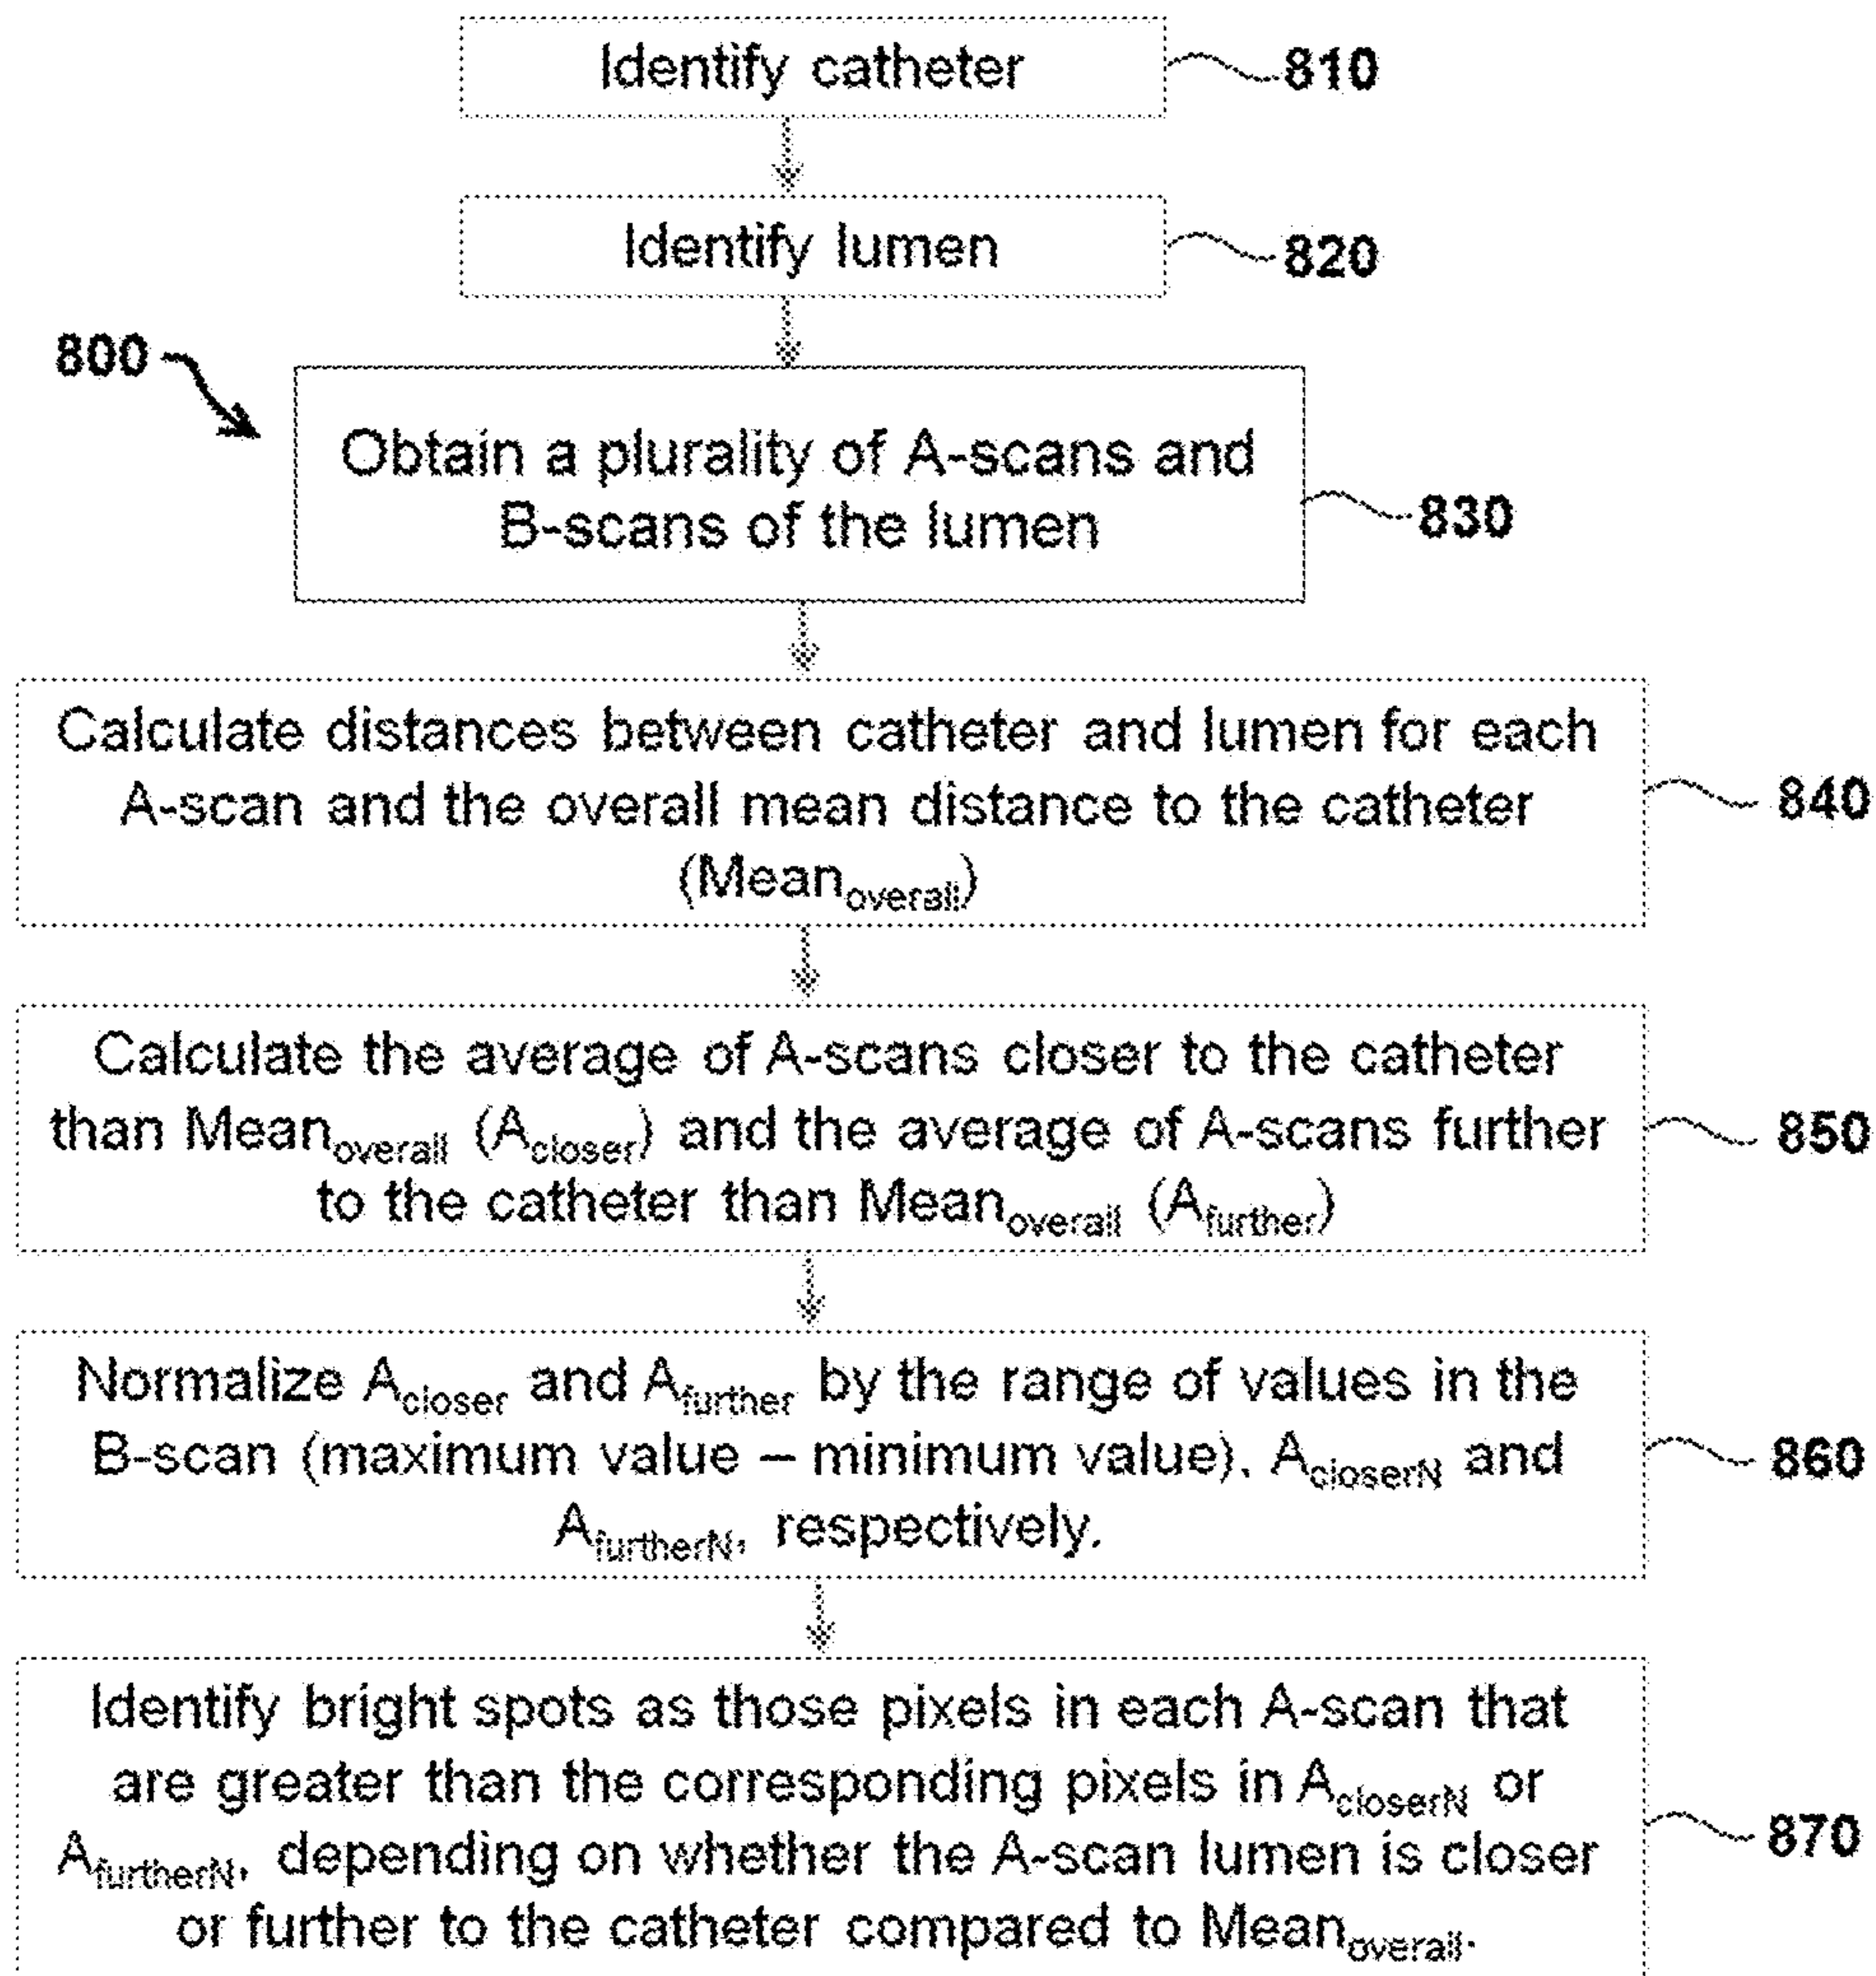 Identify catheter
810
Identify lumen
820
800
Obtain a plurality of A-scans and
B-scans of the lumen
830
Calculate distances between catheter and lumen for each
A-scan and the overall mean distance to the catheter
(Meanoverall)
840
Calculate the average of A-scans closer to the catheter
than Meanoverall (Acloser) and the average of A-scans further
to the catheter than Meanoverall (Afurther)
850
Normalize Acloser and Afurther by the range of values in the
B-scan (maximum value – minimum value). AcloserN and
AfurtherN, respectively.
860
Identify bright spots as those pixels in each A-scan that
are greater than the corresponding pixels in AcloserN or
AfurtherN, depending on whether the A-scan lumen is closer
or further to the catheter compared to Meanoverall.
870